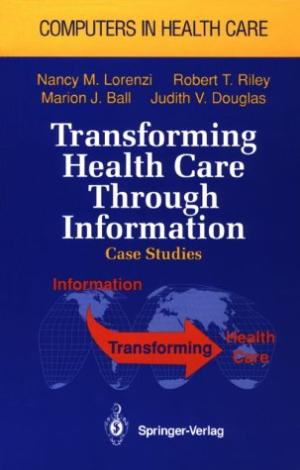 COMPUTERS IN HEALTH CARE
Nancy M. Lorenzi Robert T. Riley
Marion J. Ball Judith V. Douglas
Transforming
Health Care
Through
Information
Case Studies
Information
Transforming
Health
Care
Springer-Verlag